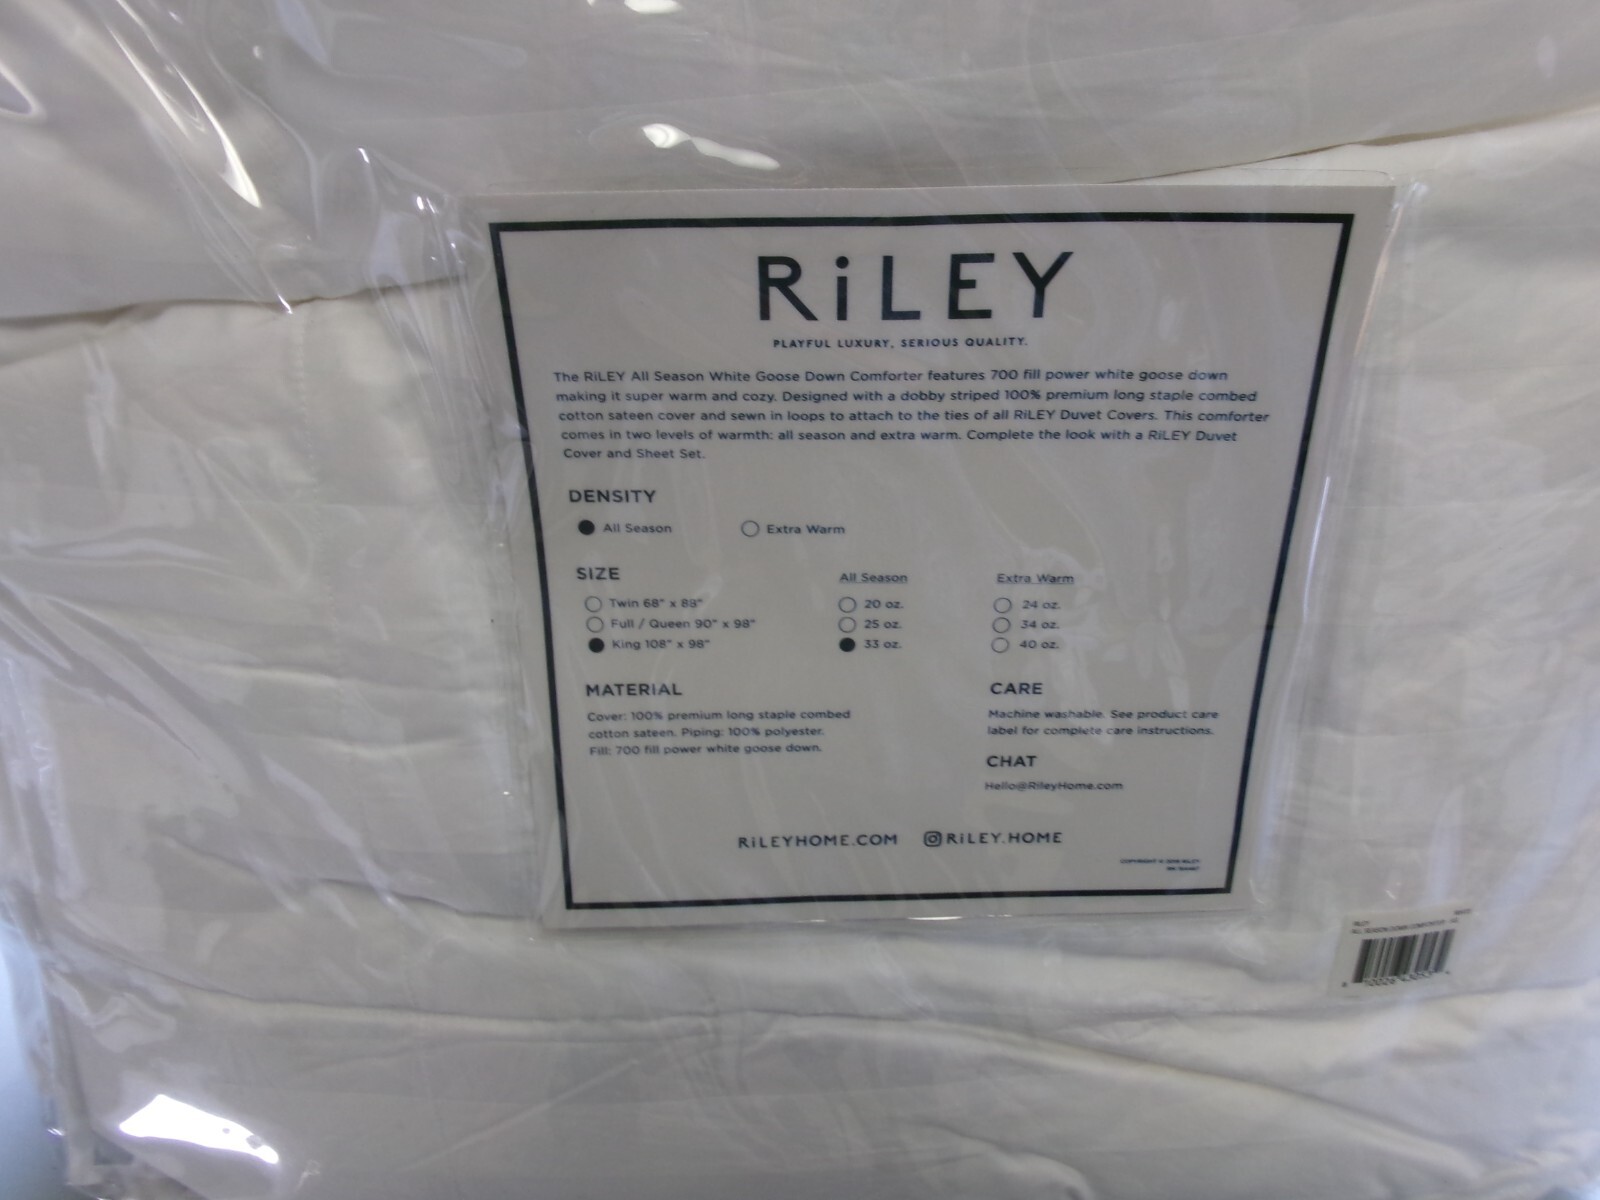 RiLEY
PLAYFUL LUXURY, SERIOUS QUALITY.
The RiLEY All Season White Goose Down Comforter features 700 fill power white goose down
making it super warm and cozy. Designed with a dobby striped 100% premium long staple combed
cotton sateen cover and sewn in loops to attach to the ties of all RiLEY Duvet Covers. This comforter
comes in two levels of warmth: all season and extra warm. Complete the look with a RiLEY Duvet
Cover and Sheet Set.
DENSITY
All Season Extra Warm
SIZE All Season Extra Warm
Twin 68" x 88" 20 oz. 24 oz.
Full / Queen 90" x 98" 25 oz. 34 oz.
King 108" x 98" 33 oz. 40 oz.
MATERIAL
Cover: 100% premium long staple combed
cotton sateen. Piping: 100% polyester.
Fill: 700 fill power white goose down.
CARE
Machine washable. See product care
label for complete care instructions.
CHAT
Hello@RileyHome.com
RiLEYHOME.COM RiLEY.HOME
COPYRIGHT © RiLEY
RILEY
ALL SEASON DOWN COMFORTER